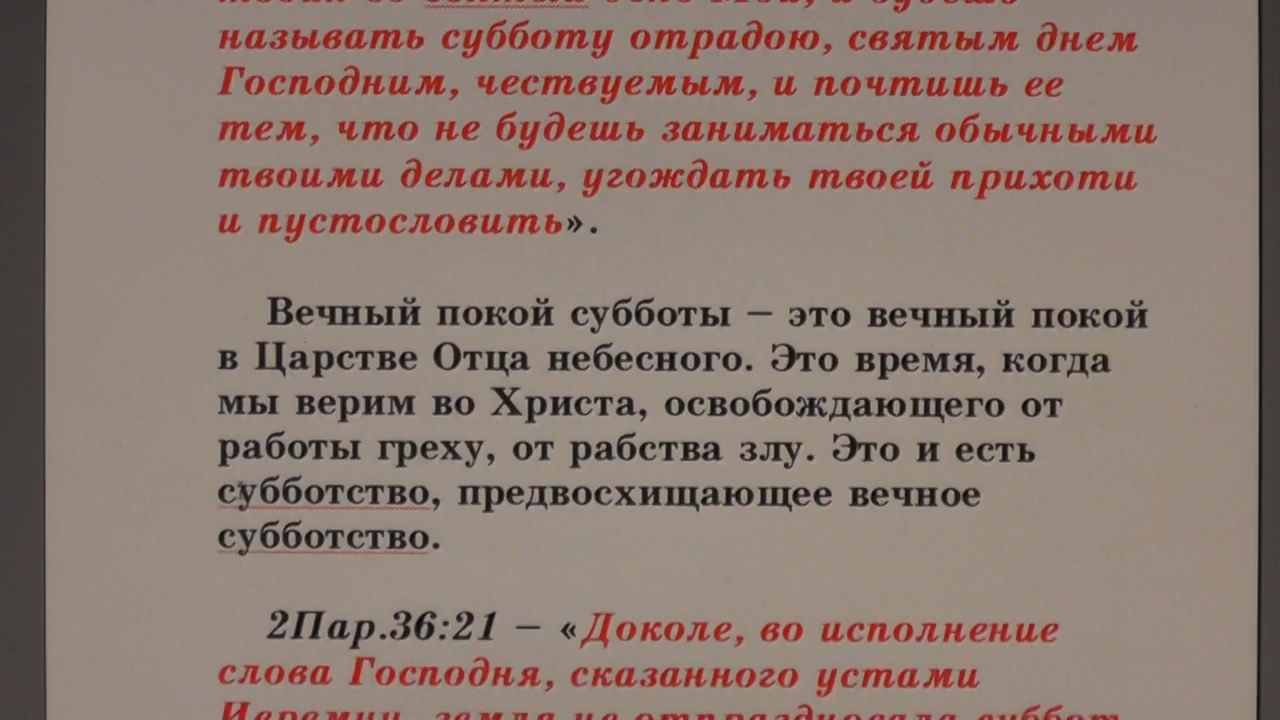 называть субботу отрадою, святым днем
Господним, чествуемым, и почтишь ее
тем, что не будешь заниматься обычными
твоими делами, угождать твоей прихоти
и пустословить».
Вечный покой субботы – это вечный покой
в Царстве Отца небесного. Это время, когда
мы верим во Христа, освобождающего от
работы греху, от рабства злу. Это и есть
субботство, предвосхищающее вечное
субботство.
2Пар.36:21 – «Доколе, во исполнение
слова Господня, сказанного устами